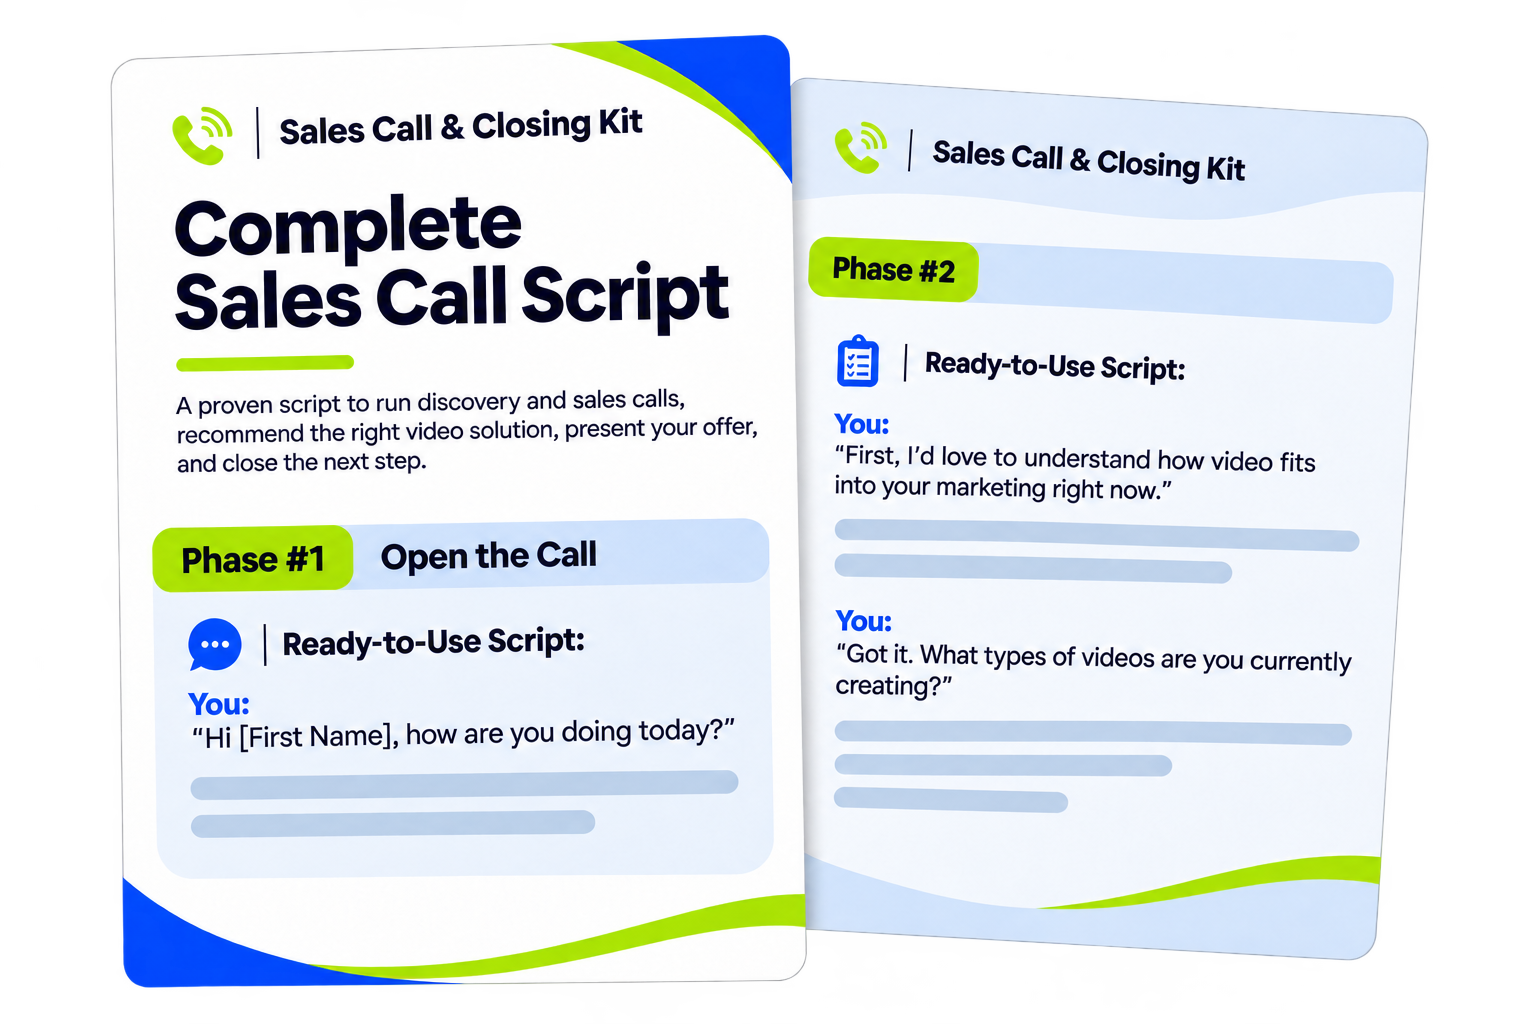 Sales Call & Closing Kit
Complete
Sales Call Script
A proven script to run discovery and sales calls,
recommend the right video solution, present your offer,
and close the next step.
Phase #1
Open the Call
Ready-to-Use Script:
You:
“Hi [First Name], how are you doing today?”
Sales Call & Closing Kit
Phase #2
Ready-to-Use Script:
You:
“First, I’d love to understand how video fits
into your marketing right now.”
You:
“Got it. What types of videos are you currently
creating?”